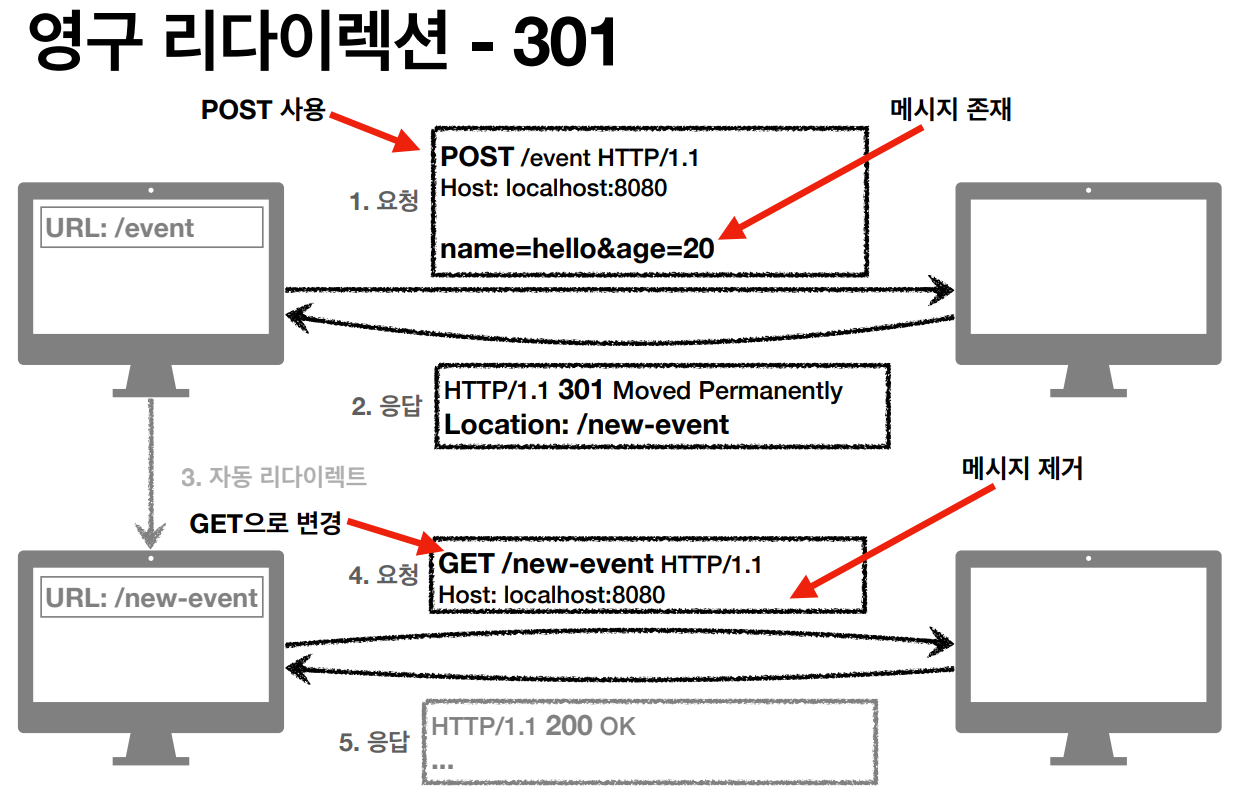 영구 리다이렉션 - 301
POST 사용
메시지 존재
1. 요청
POST /event HTTP/1.1
Host: localhost:8080
name=hello&age=20
URL: /event
2. 응답
HTTP/1.1 301 Moved Permanently
Location: /new-event
3. 자동 리다이렉트
메시지 제거
GET으로 변경
4. 요청
GET /new-event HTTP/1.1
Host: localhost:8080
URL: /new-event
5. 응답
HTTP/1.1 200 OK
...